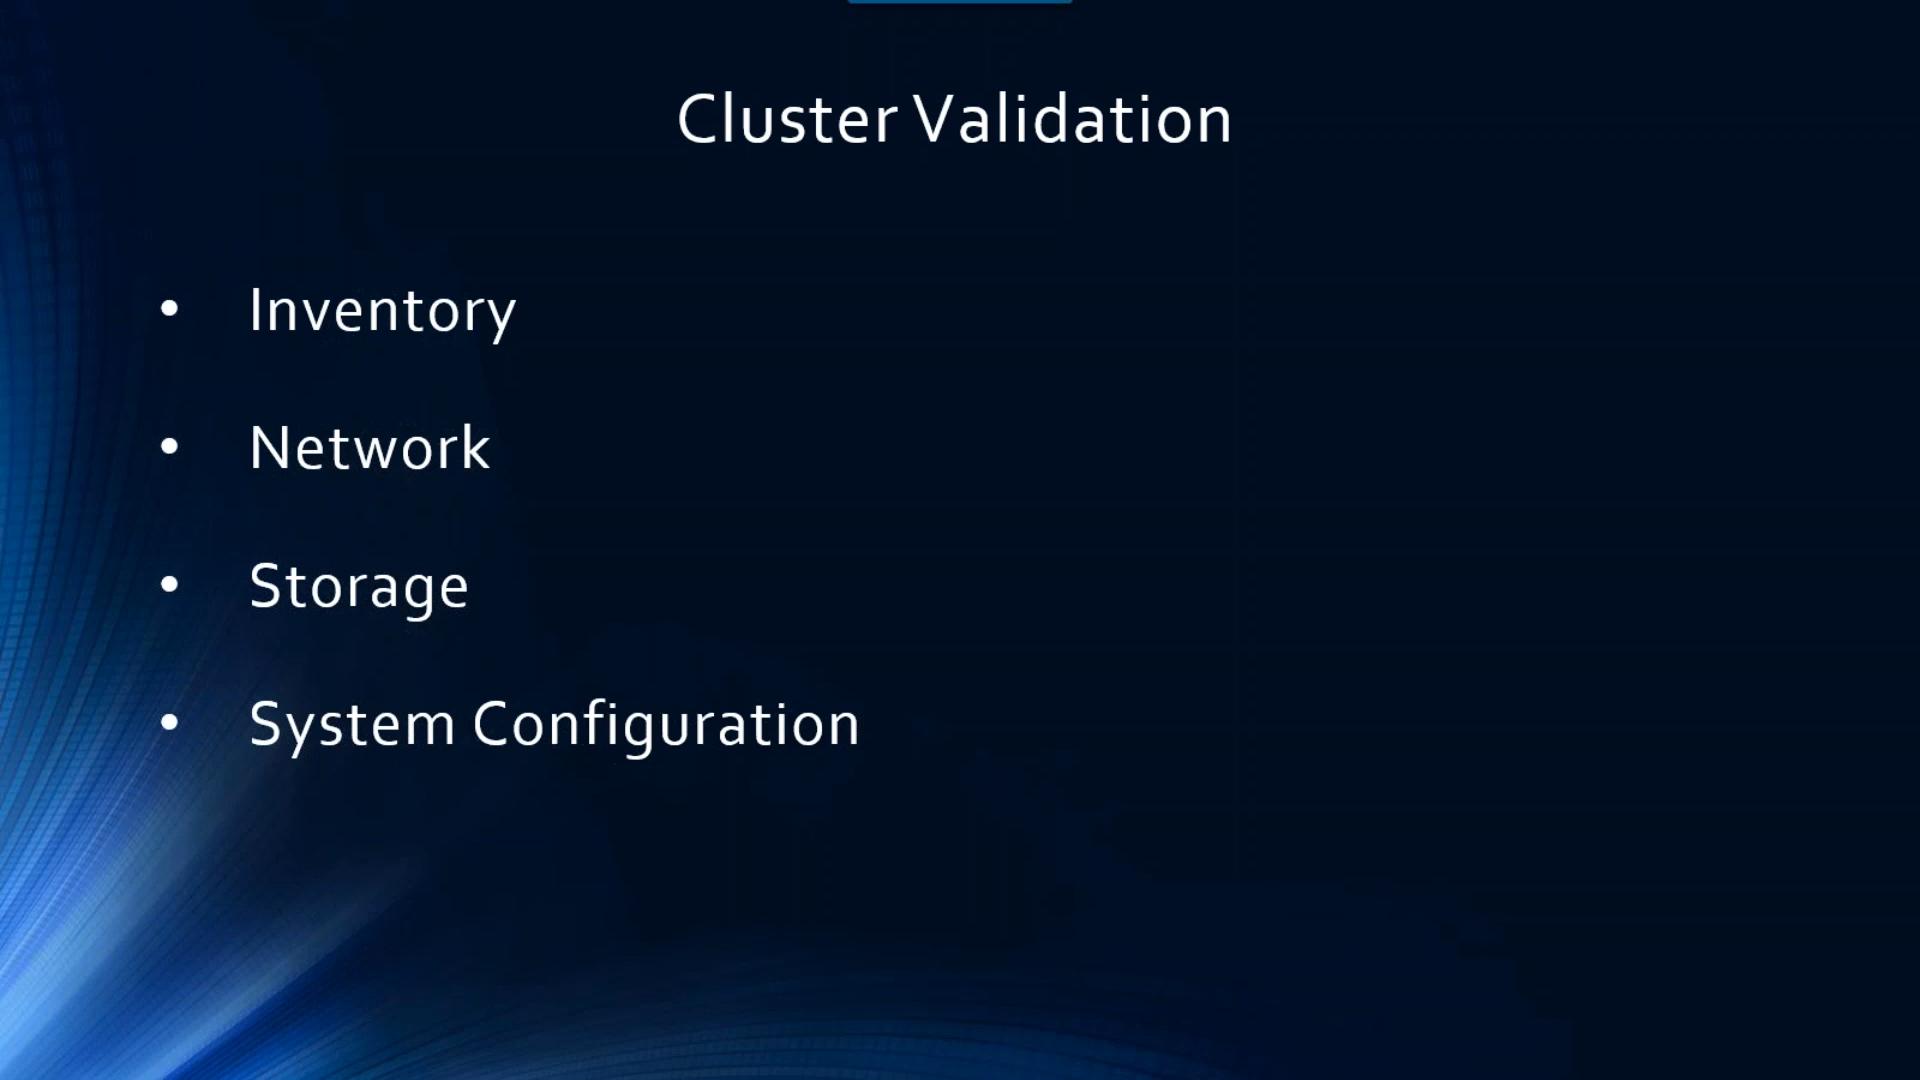 Cluster Validation
• Inventory
• Network
• Storage
• System Configuration